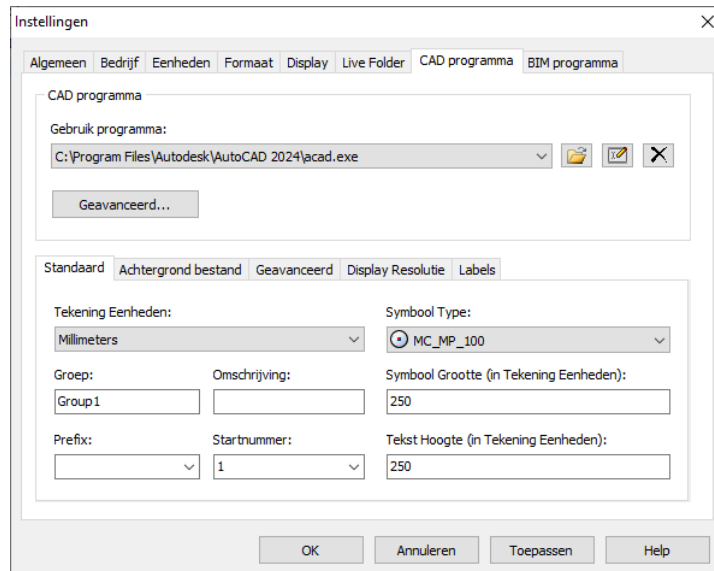 Instellingen
Algemeen Bedrijf Eenheden Formaat Display Live Folder CAD programma BIM programma
CAD programma
Gebruik programma:
C:\Program Files\Autodesk\AutoCAD 2024\acad.exe
Geavanceerd...
Standaard Achtergrond bestand Geavanceerd Display Resolutie Labels
Tekening Eenheden: Symbool Type:
Millimeters MC_MP_100
Groep: Omschrijving: Symbool Grootte (in Tekening Eenheden):
Group1 250
Prefix: Startnummer: Tekst Hoogte (in Tekening Eenheden):
1 250
OK Annuleren Toepassen Help